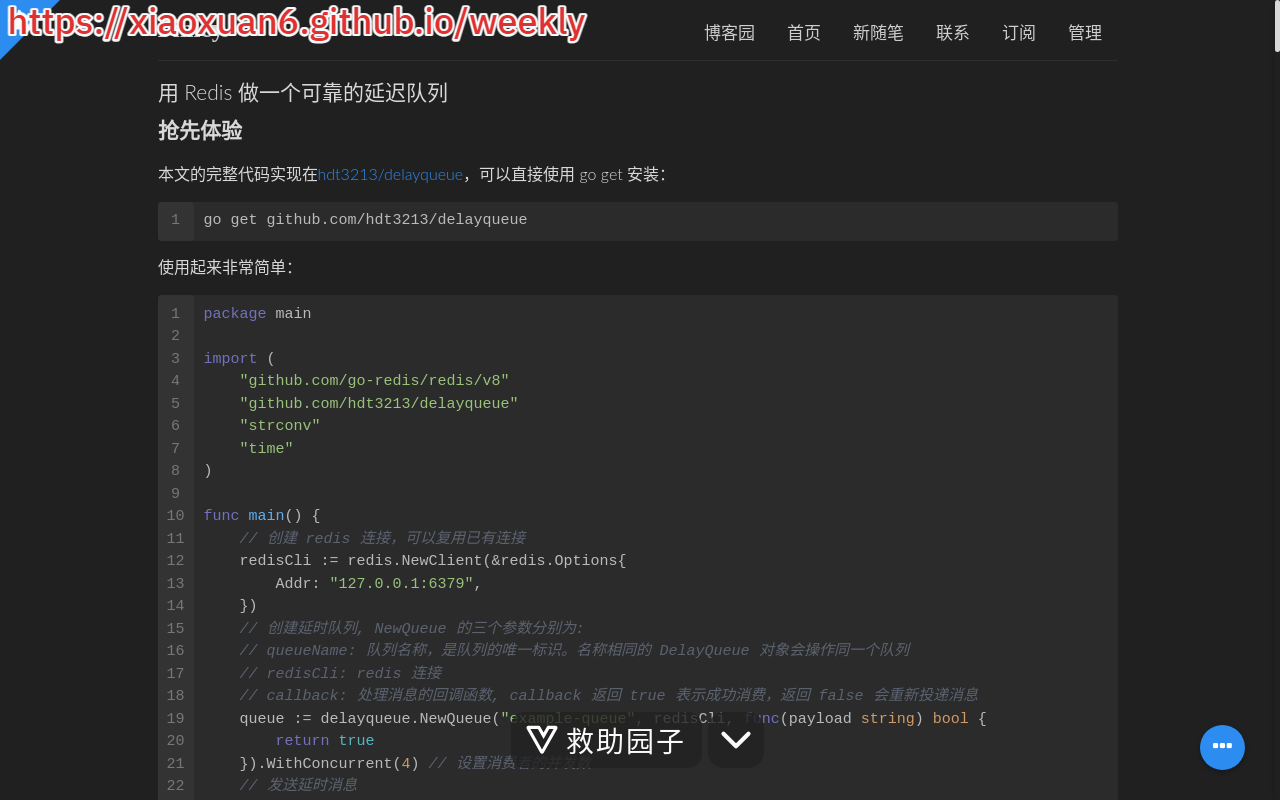 https://xiaoxuan6.github.io/weekly
博客园 首页 新随笔 联系 订阅 管理
用 Redis 做一个可靠的延迟队列
抢先体验
本文的完整代码实现在hdt3213/delayqueue，可以直接使用 go get 安装：
1 go get github.com/hdt3213/delayqueue
使用起来非常简单：
1 package main
2
3 import (
4 "github.com/go-redis/redis/v8"
5 "github.com/hdt3213/delayqueue"
6 "strconv"
7 "time"
8 )
9
10 func main() {
11 // 创建 redis 连接，可以复用已有连接
12 redisCli := redis.NewClient(&redis.Options{
13 Addr: "127.0.0.1:6379",
14 })
15 // 创建延时队列, NewQueue 的三个参数分别为:
16 // queueName: 队列名称，是队列的唯一标识。名称相同的 DelayQueue 对象会操作同一个队列
17 // redisCli: redis 连接
18 // callback: 处理消息的回调函数, callback 返回 true 表示成功消费，返回 false 会重新投递消息
19 queue := delayqueue.NewQueue("example-queue", redisCli, func(payload string) bool {
20 return true
21 }).WithConcurrent(4) // 设置消费者的并发数
22 // 发送延时消息
救助园子